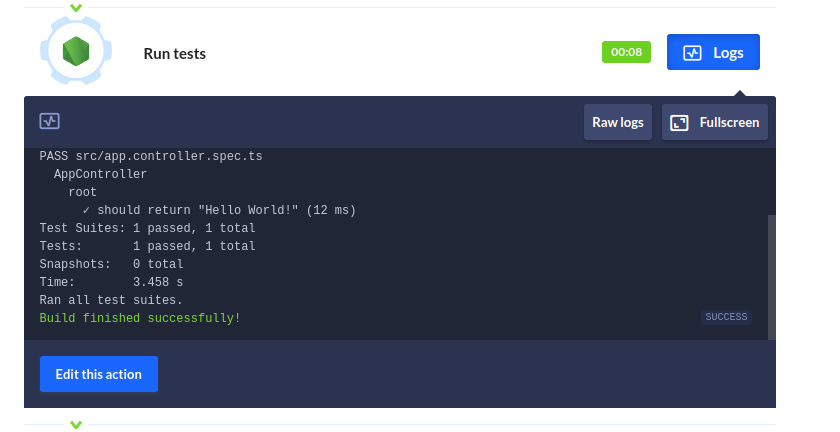 Run tests
00:08
Logs
Raw logs
Fullscreen
PASS src/app.controller.spec.ts
AppController
root
✓ should return "Hello World!" (12 ms)
Test Suites: 1 passed, 1 total
Tests: 1 passed, 1 total
Snapshots: 0 total
Time: 3.458 s
Ran all test suites.
Build finished successfully!
SUCCESS
Edit this action